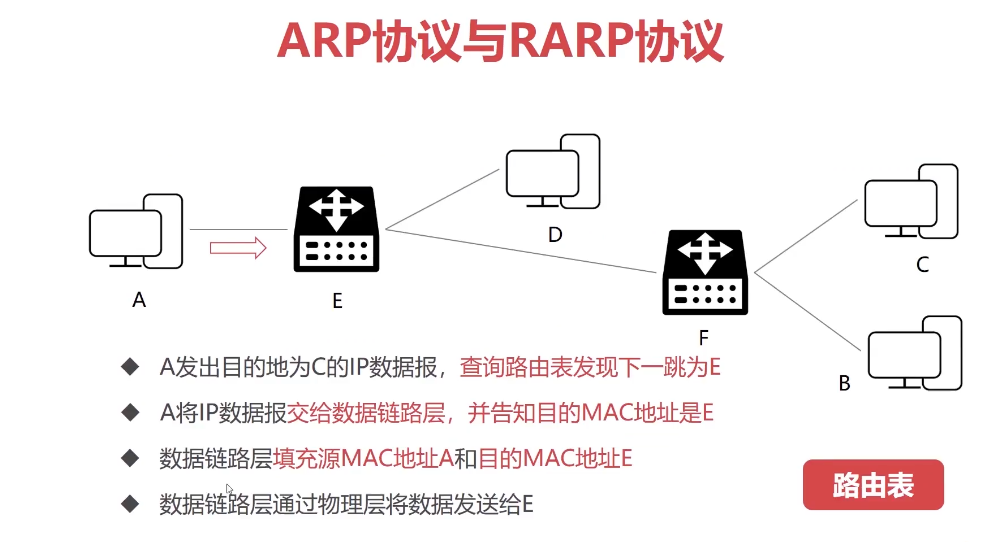 ARP协议与RARP协议
D
C
A
E
F
B
A发出目的地为C的IP数据报，查询路由表发现下一跳为E
A将IP数据报交给数据链路层，并告知目的MAC地址是E
数据链路层填充源MAC地址A和目的MAC地址E
数据链路层通过物理层将数据发送给E
路由表